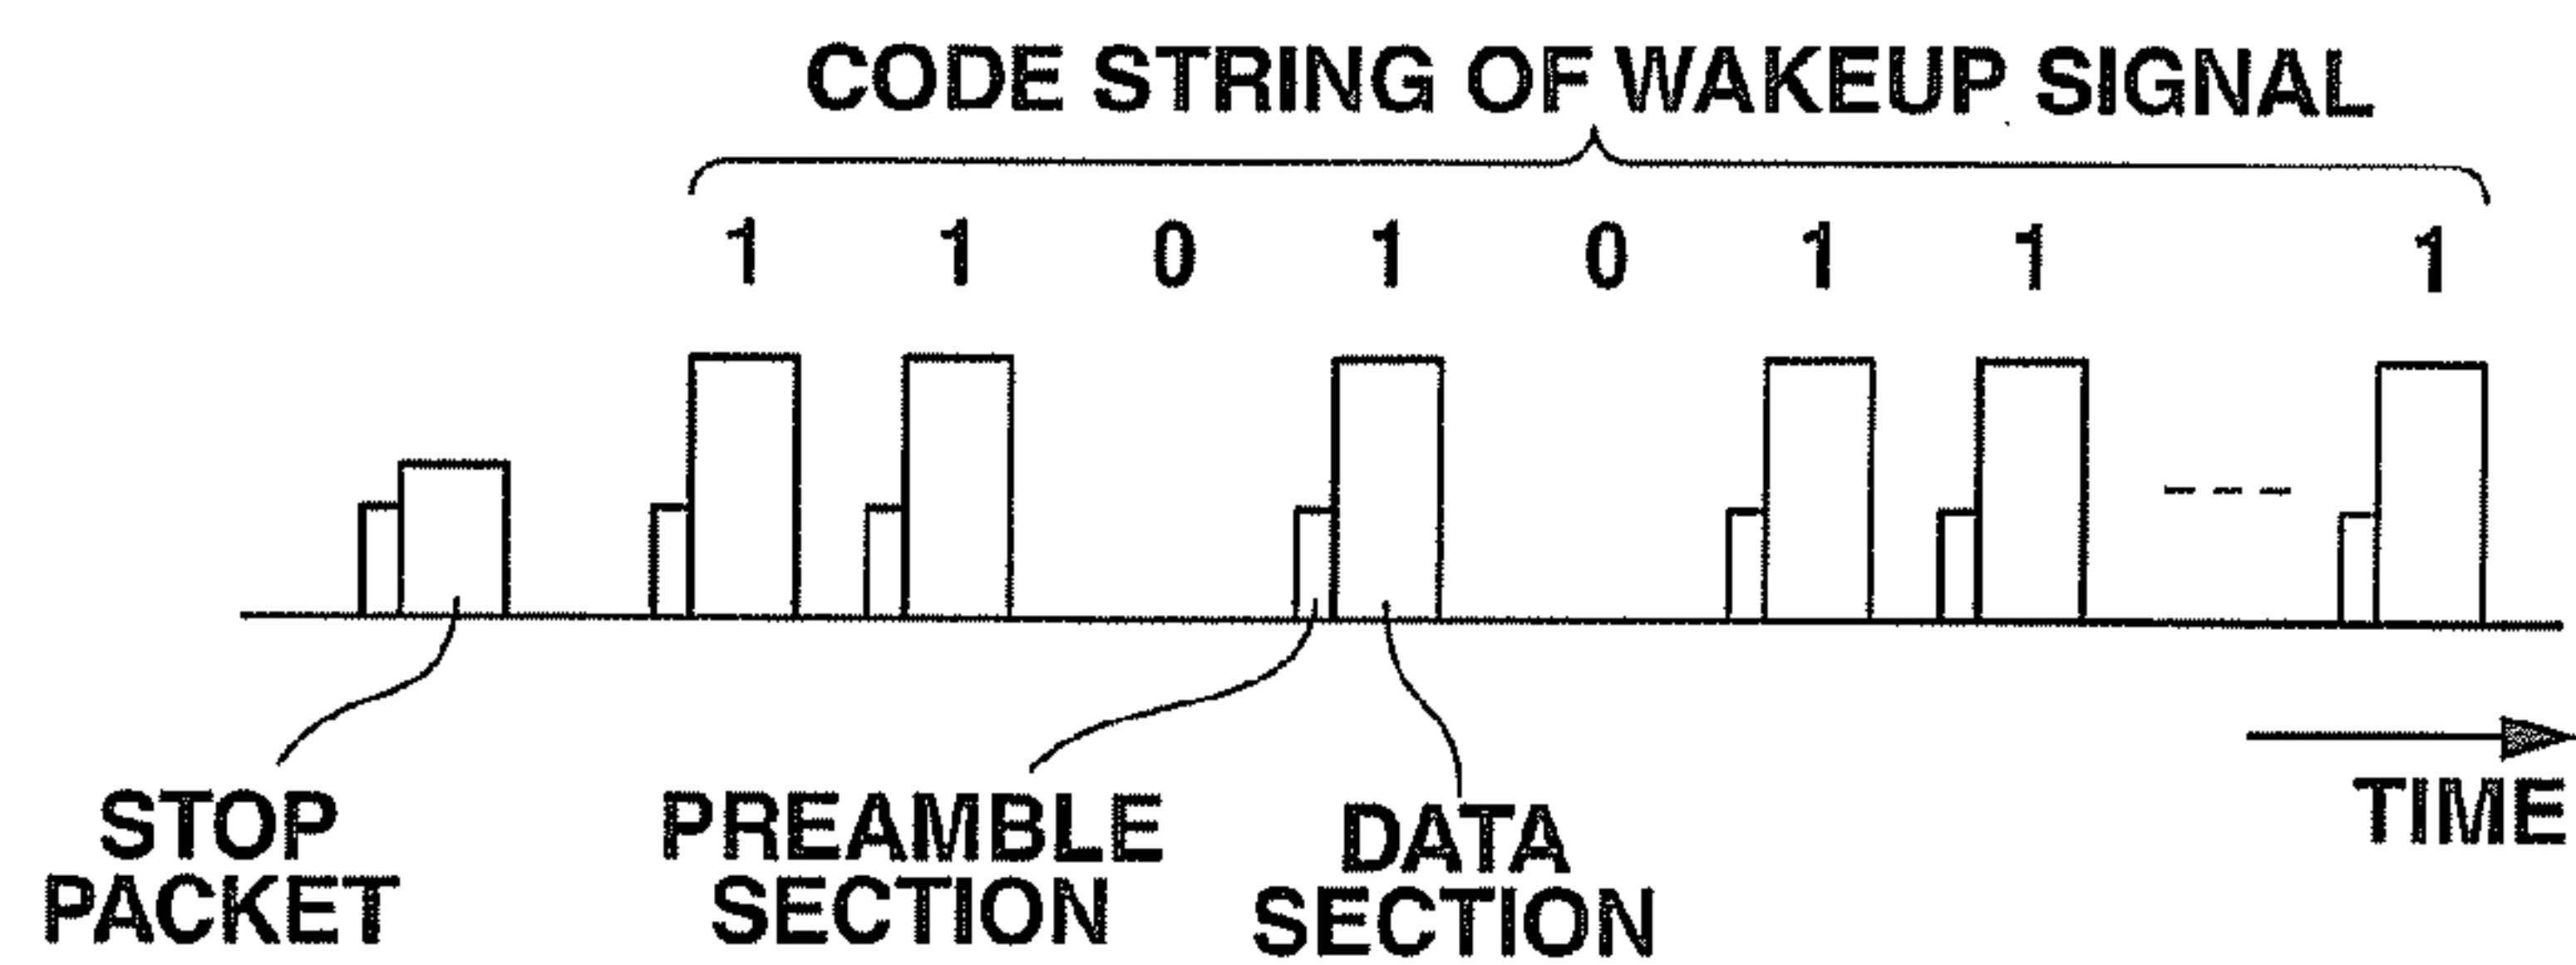 CODE STRING OF WAKEUP SIGNAL
1 1 0 1 0 1 1 1
STOP
PACKET
PREAMBLE
SECTION
DATA
SECTION
TIME